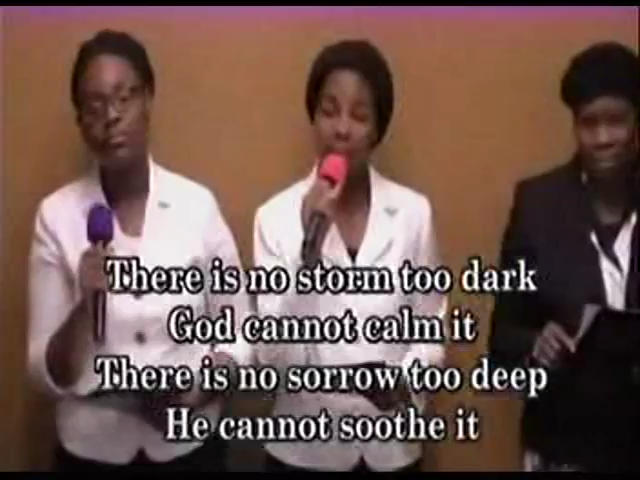 There is no storm too dark
God cannot calm it
There is no sorrow too deep
He cannot soothe it